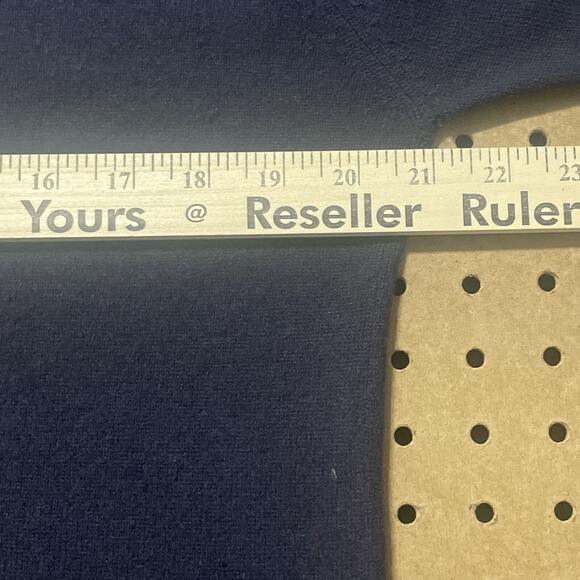 16 17 18 19 20 21 22 23
Yours @ Reseller Ruler